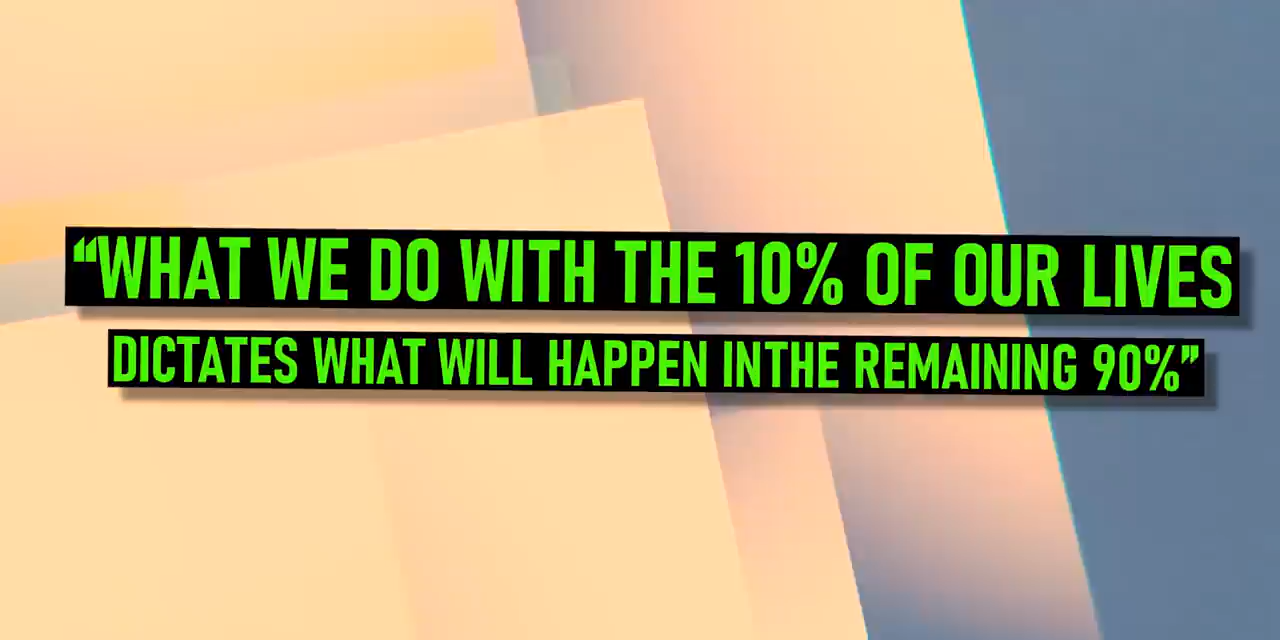 “WHAT WE DO WITH THE 10% OF OUR LIVES
DICTATES WHAT WILL HAPPEN INTHE REMAINING 90%”